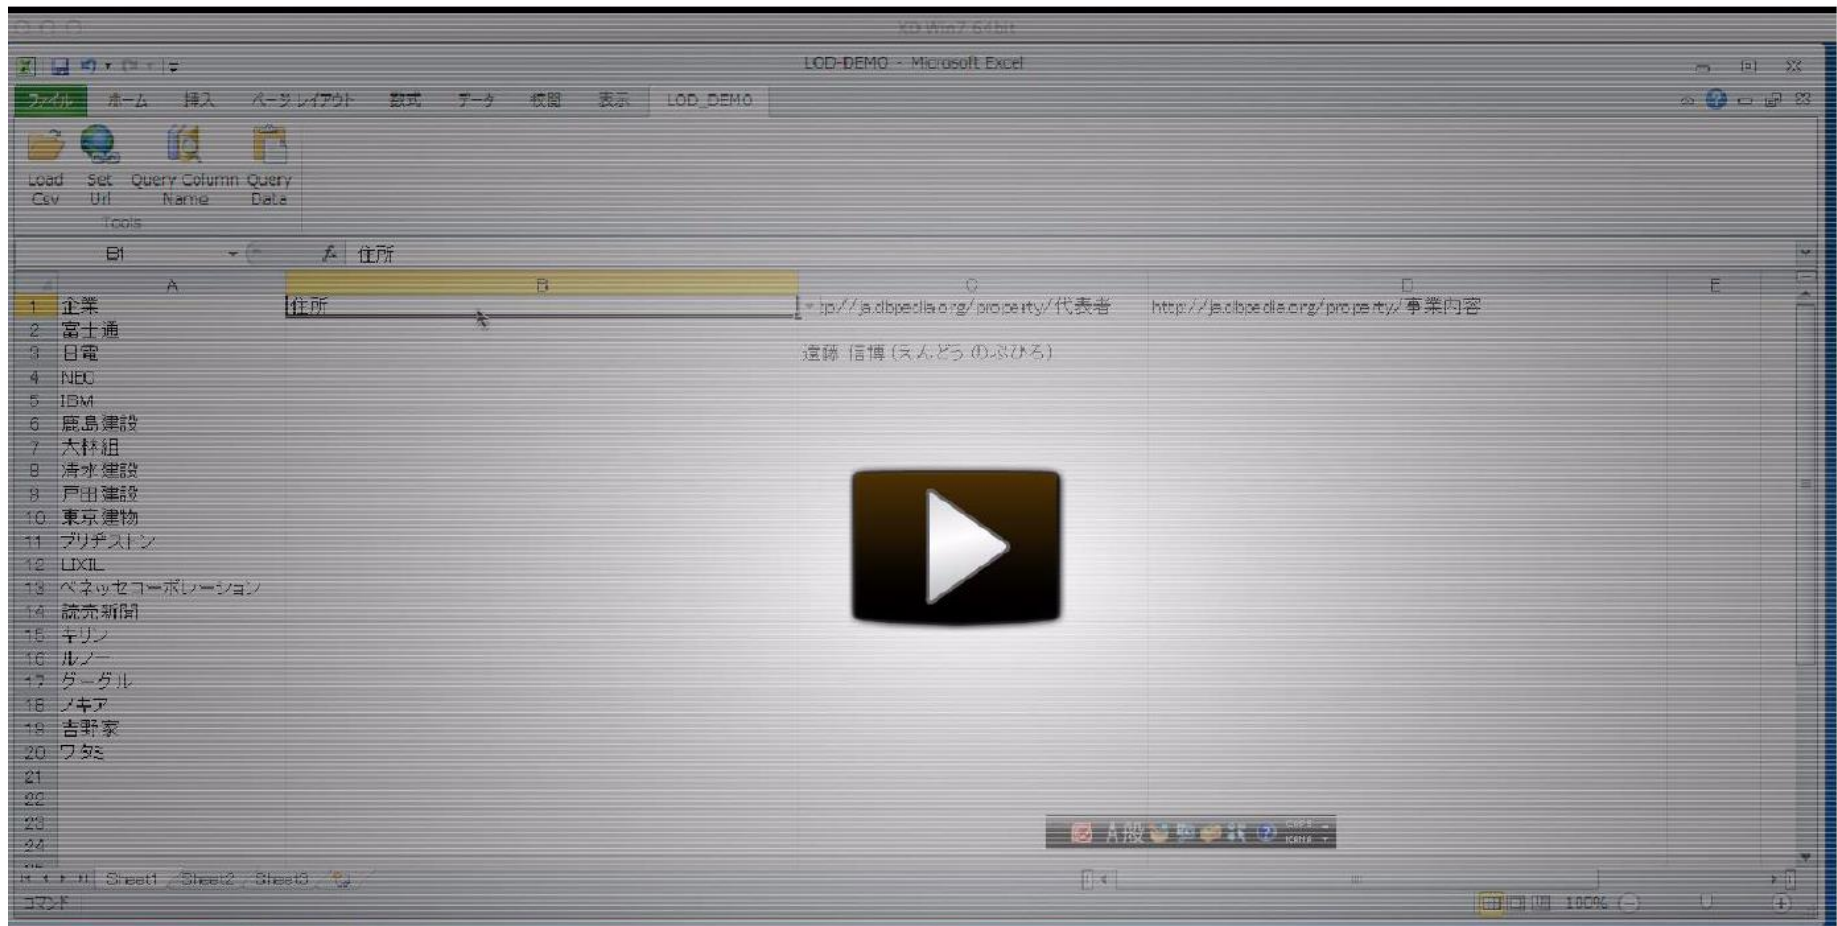 XD Win7 64bit
LOD-DEMO - Microsoft Excel
ファイル ホーム 挿入 ページ レイアウト 数式 データ 校閲 表示 LOD_DEMO
Load Csv Set Url Query Column Name Query Data
Tools
B1 fx 住所
A B C D E
1 企業 住所 tp://ja.dbpedia.org/property/代表者 http://ja.dbpedia.org/property/事業内容
2 富士通
3 日電 遠藤 信博 (えんどう のぶひろ)
4 NEC
5 IBM
6 鹿島建設
7 大林組
8 清水建設
9 戸田建設
10 東京建物
11 ブリヂストン
12 LIXIL
13 ベネッセコーポレーション
14 読売新聞
15 キリン
16 ルノー
17 グーグル
18 ノキア
19 吉野家
20 ワタミ
21
22
23
24
A 般 CAPS
KANA
Sheet1 Sheet2 Sheet3
コマンド 100%